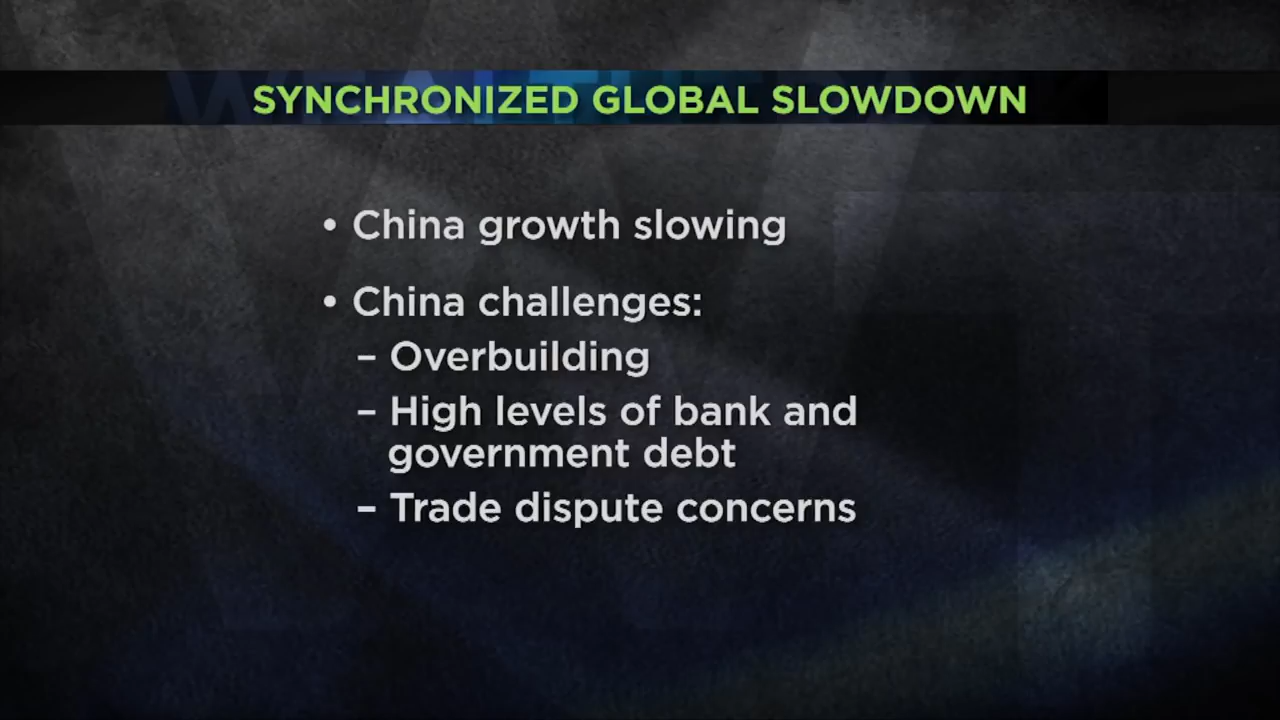 SYNCHRONIZED GLOBAL SLOWDOWN
• China growth slowing
• China challenges:
– Overbuilding
– High levels of bank and
government debt
– Trade dispute concerns